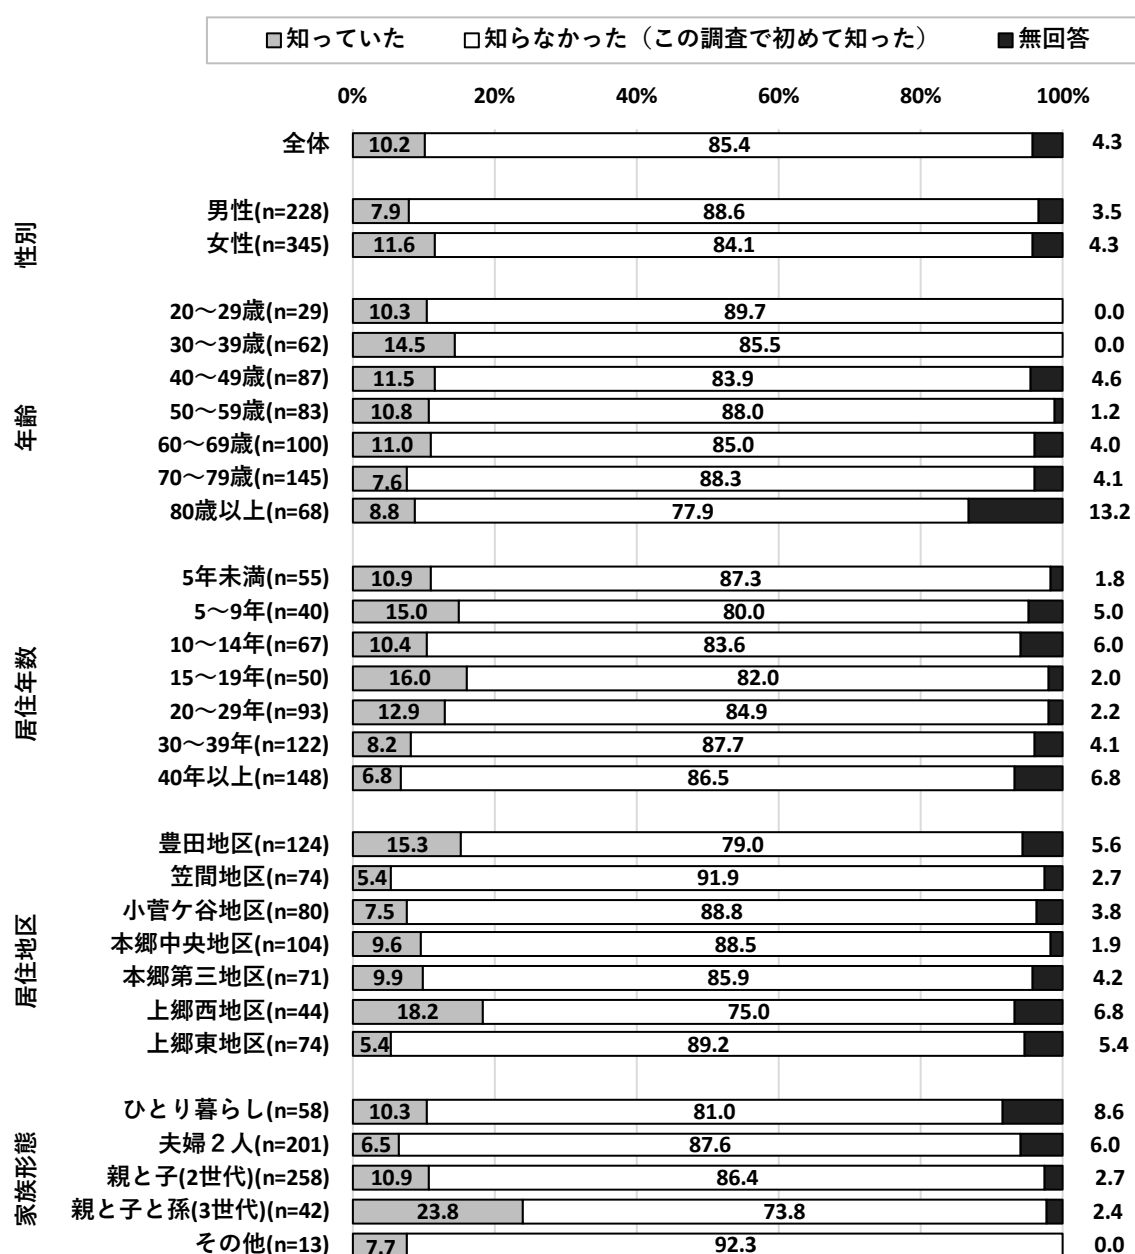 知っていた 知らなかった（この調査で初めて知った） 無回答
0% 20% 40% 60% 80% 100%
全体 10.2 85.4 4.3
性別
男性(n=228) 7.9 88.6 3.5
女性(n=345) 11.6 84.1 4.3
年齢
20～29歳(n=29) 10.3 89.7 0.0
30～39歳(n=62) 14.5 85.5 0.0
40～49歳(n=87) 11.5 83.9 4.6
50～59歳(n=83) 10.8 88.0 1.2
60～69歳(n=100) 11.0 85.0 4.0
70～79歳(n=145) 7.6 88.3 4.1
80歳以上(n=68) 8.8 77.9 13.2
居住年数
5年未満(n=55) 10.9 87.3 1.8
5～9年(n=40) 15.0 80.0 5.0
10～14年(n=67) 10.4 83.6 6.0
15～19年(n=50) 16.0 82.0 2.0
20～29年(n=93) 12.9 84.9 2.2
30～39年(n=122) 8.2 87.7 4.1
40年以上(n=148) 6.8 86.5 6.8
居住地区
豊田地区(n=124) 15.3 79.0 5.6
笠間地区(n=74) 5.4 91.9 2.7
小菅ケ谷地区(n=80) 7.5 88.8 3.8
本郷中央地区(n=104) 9.6 88.5 1.9
本郷第三地区(n=71) 9.9 85.9 4.2
上郷西地区(n=44) 18.2 75.0 6.8
上郷東地区(n=74) 5.4 89.2 5.4
家族形態
ひとり暮らし(n=58) 10.3 81.0 8.6
夫婦２人(n=201) 6.5 87.6 6.0
親と子(2世代)(n=258) 10.9 86.4 2.7
親と子と孫(3世代)(n=42) 23.8 73.8 2.4
その他(n=13) 7.7 92.3 0.0